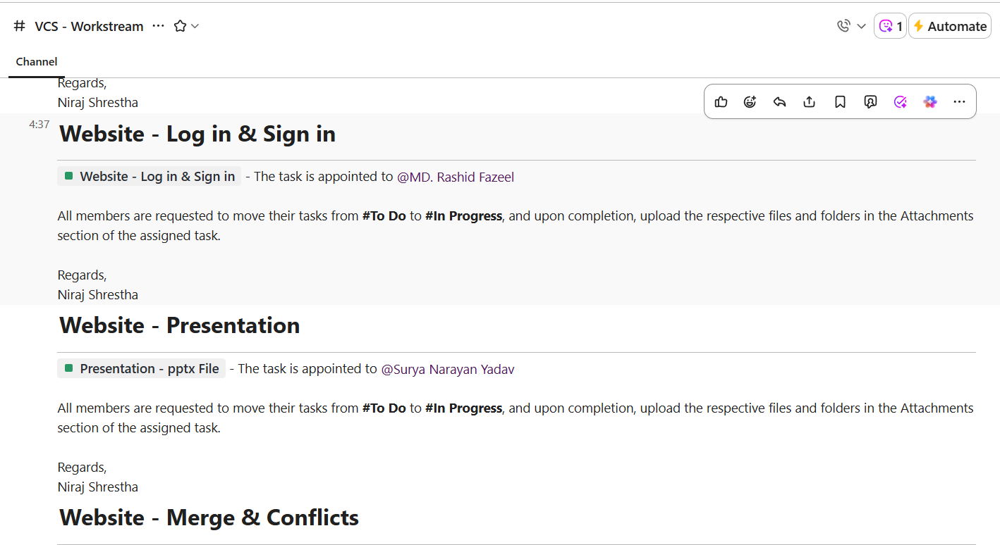 # VCS - Workstream ...
1 Automate
Channel
Regards,
Niraj Shrestha
4:37 Website - Log in & Sign in
Website - Log in & Sign in - The task is appointed to @MD. Rashid Fazeel
All members are requested to move their tasks from #To Do to #In Progress, and upon completion, upload the respective files and folders in the Attachments
section of the assigned task.
Regards,
Niraj Shrestha
Website - Presentation
Presentation - pptx File - The task is appointed to @Surya Narayan Yadav
All members are requested to move their tasks from #To Do to #In Progress, and upon completion, upload the respective files and folders in the Attachments
section of the assigned task.
Regards,
Niraj Shrestha
Website - Merge & Conflicts